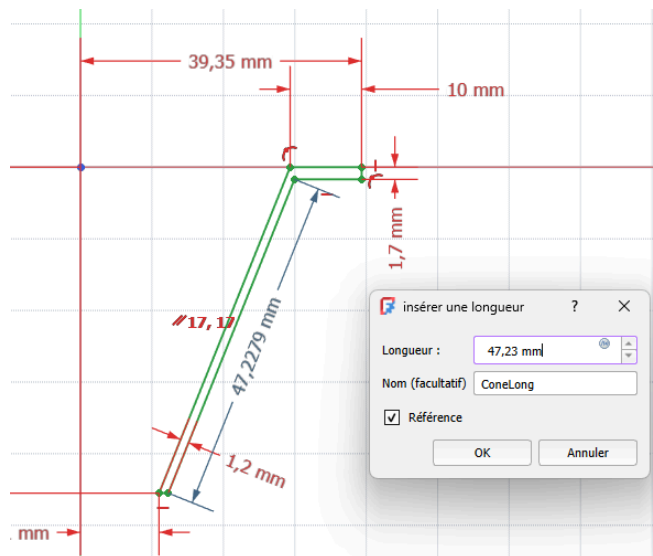 39,35 mm
10 mm
1,7 mm
17, 17
47,2279 mm
1,2 mm
mm
insérer une longueur ? ×
Longueur : 47,23 mm
Nom (facultatif) ConeLong
Référence
OK Annuler